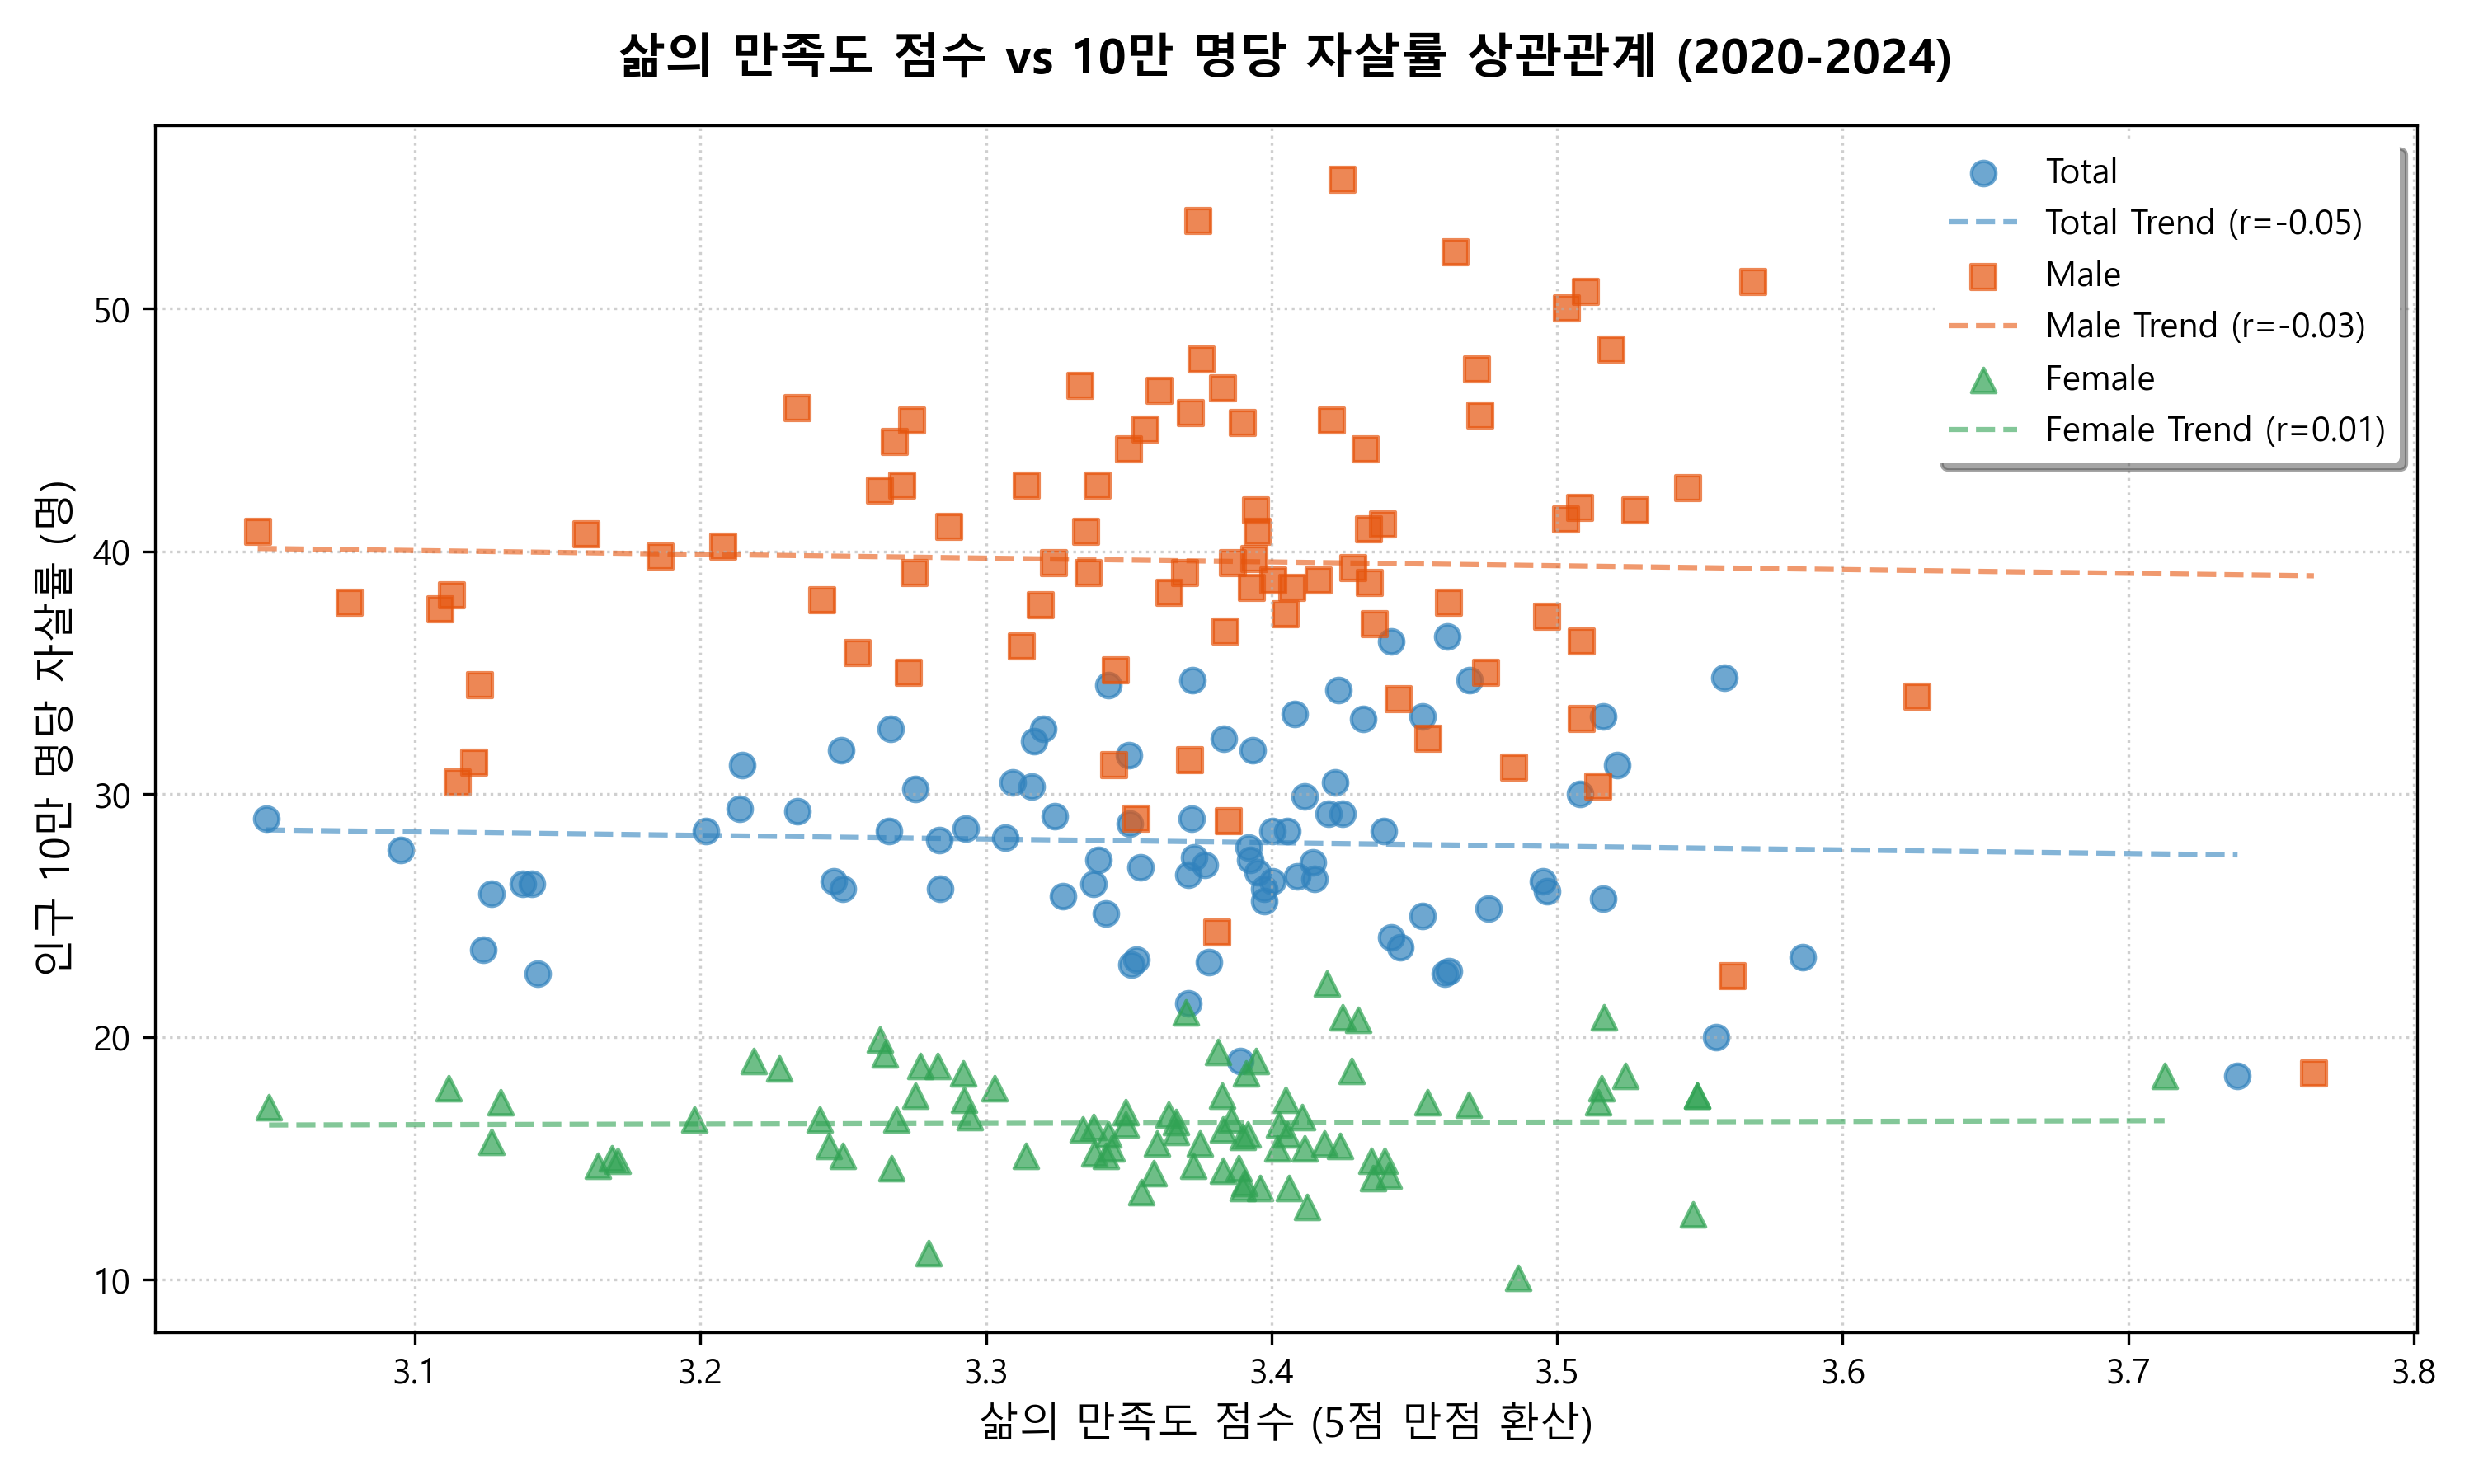 삶의 만족도 점수 vs 10만 명당 자살률 상관관계 (2020-2024)
Total
Total Trend (r=-0.05)
Male
Male Trend (r=-0.03)
Female
Female Trend (r=0.01)
인구 10만 명당 자살률 (명)
50
40
30
20
10
3.1 3.2 3.3 3.4 3.5 3.6 3.7 3.8
삶의 만족도 점수 (5점 만점 환산)